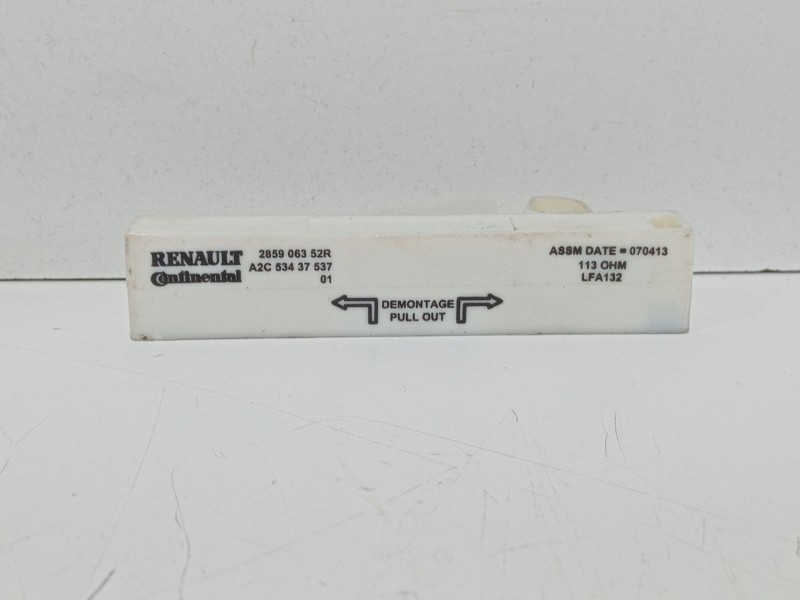 RENAULT
Continental
2859 063 52R
A2C 534 37 537
01
DEMONTAGE
PULL OUT
ASSM DATE = 070413
113 OHM
LFA132